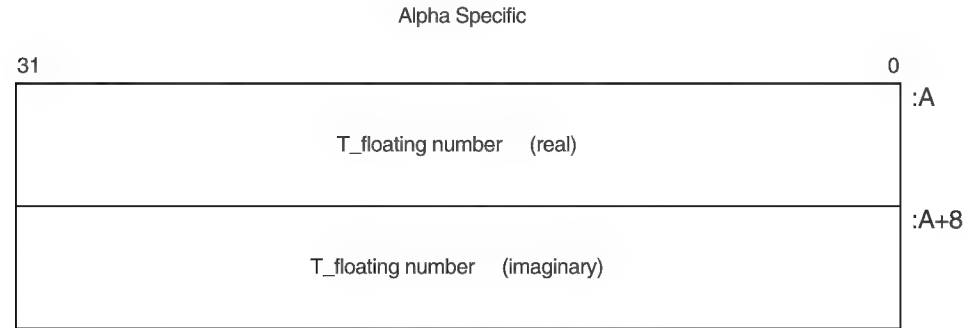 Alpha Specific
31 0
:A
T_floating number (real)
:A+8
T_floating number (imaginary)